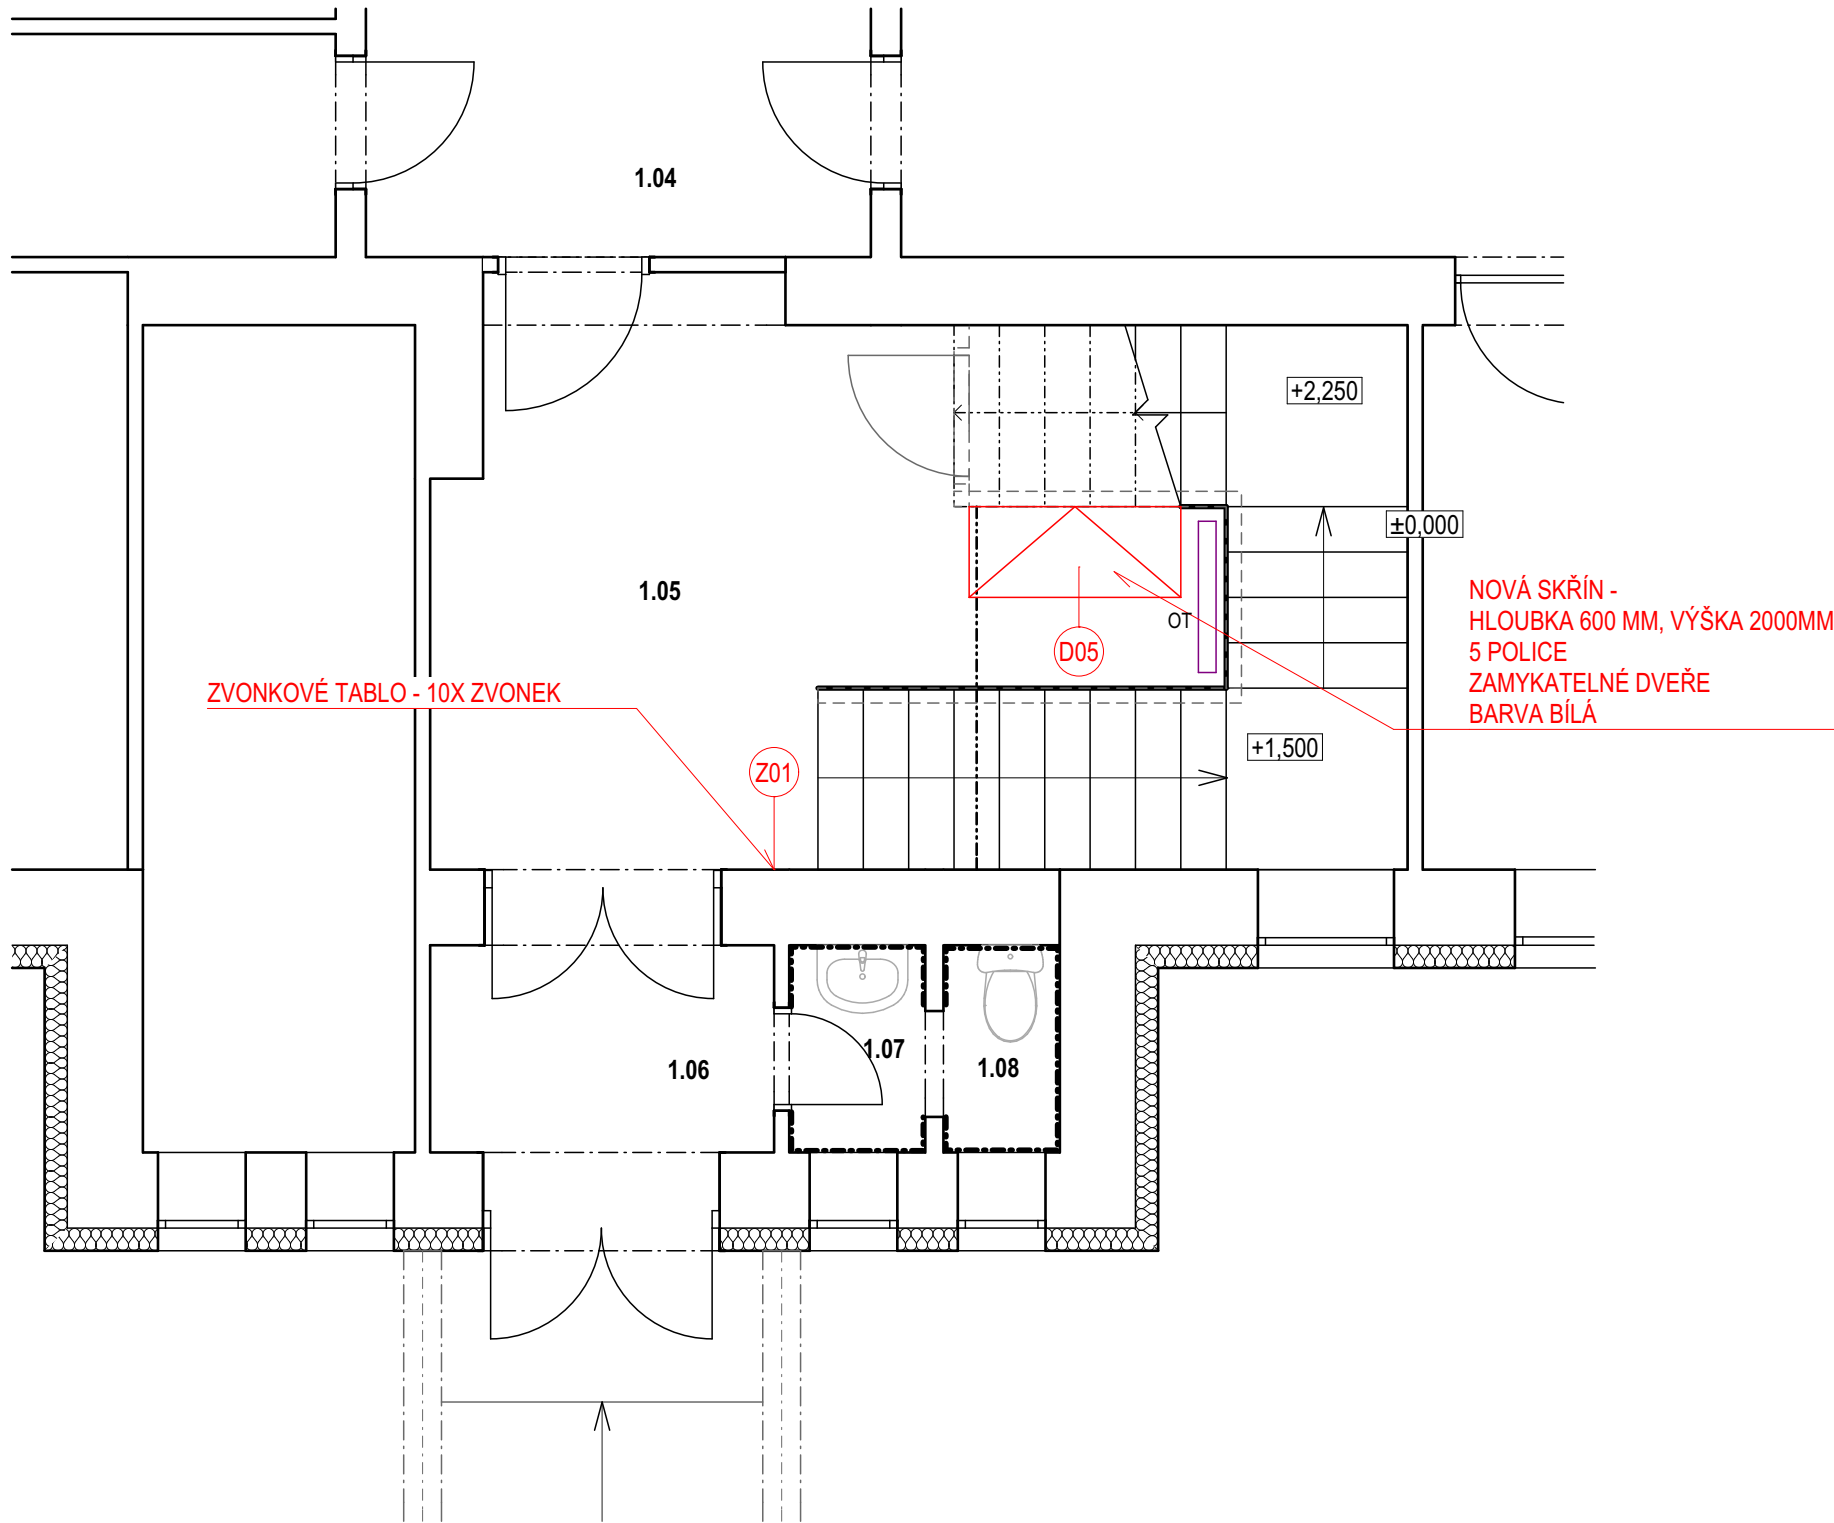 1.04
+2,250
±0,000
1.05
NOVÁ SKŘÍN -
HLOUBKA 600 MM, VÝŠKA 2000MM
5 POLICE
ZAMYKATELNÉ DVEŘE
BARVA BÍLÁ
OT
D05
ZVONKOVÉ TABLO - 10X ZVONEK
+1,500
Z01
1.06
1.07
1.08